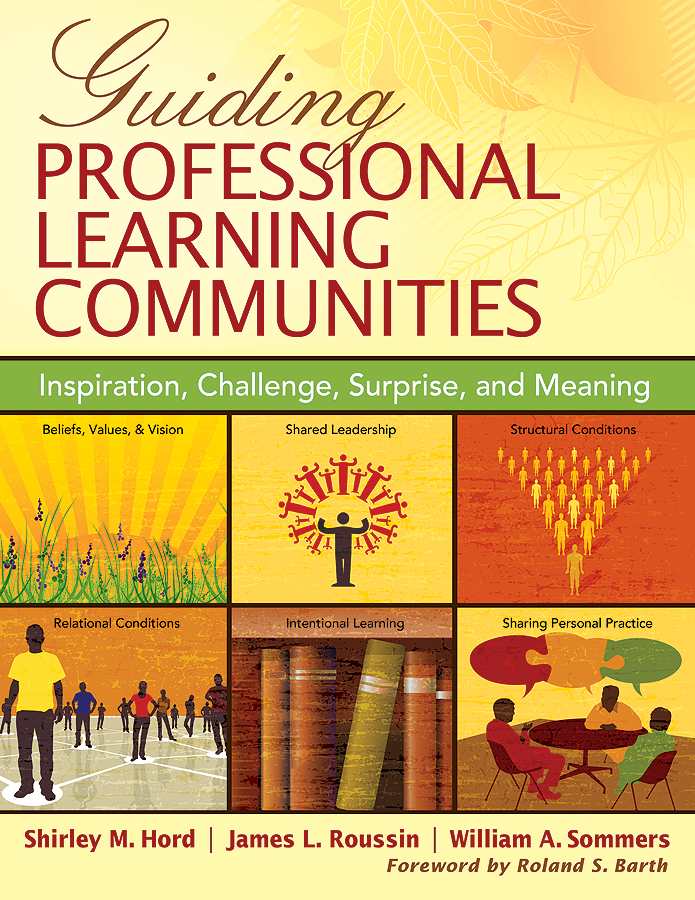 Guiding
PROFESSIONAL
LEARNING
COMMUNITIES
Inspiration, Challenge, Surprise, and Meaning
Beliefs, Values, & Vision
Shared Leadership
Structural Conditions
Relational Conditions
Intentional Learning
Sharing Personal Practice
Shirley M. Hord | James L. Roussin | William A. Sommers
Foreword by Roland S. Barth